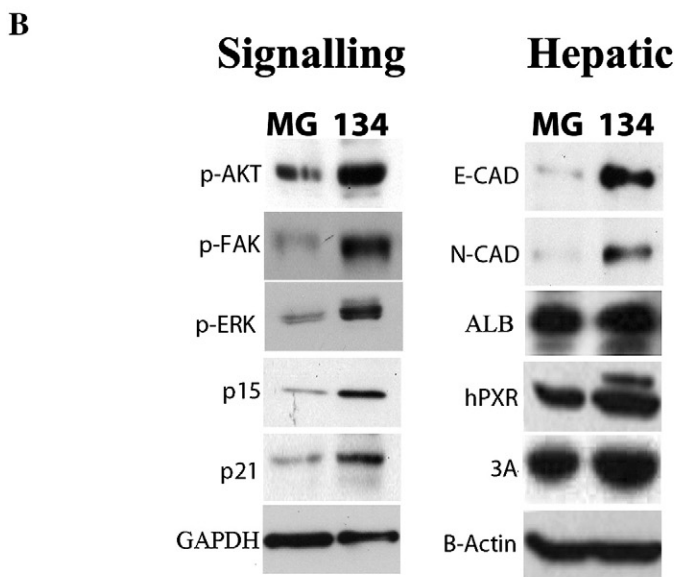 B
Signalling
Hepatic
MG 134
p-AKT
p-FAK
p-ERK
p15
p21
GAPDH
MG 134
E-CAD
N-CAD
ALB
hPXR
3A
B-Actin